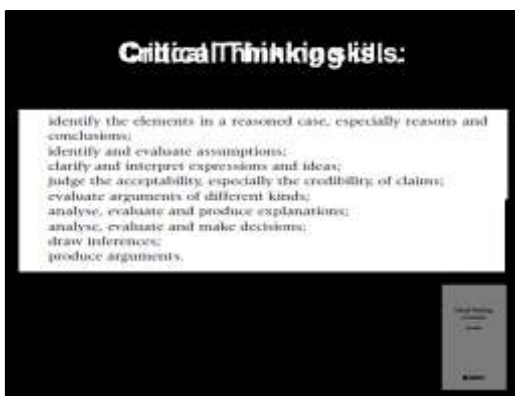 Critical Thinking skills:
identify the elements in a reasoned case, especially reasons and
conclusions;
identify and evaluate assumptions;
clarify and interpret expressions and ideas;
judge the acceptability, especially the credibility, of claims;
evaluate arguments of different kinds;
analyse, evaluate and produce explanations;
analyse, evaluate and make decisions;
draw inferences;
produce arguments.